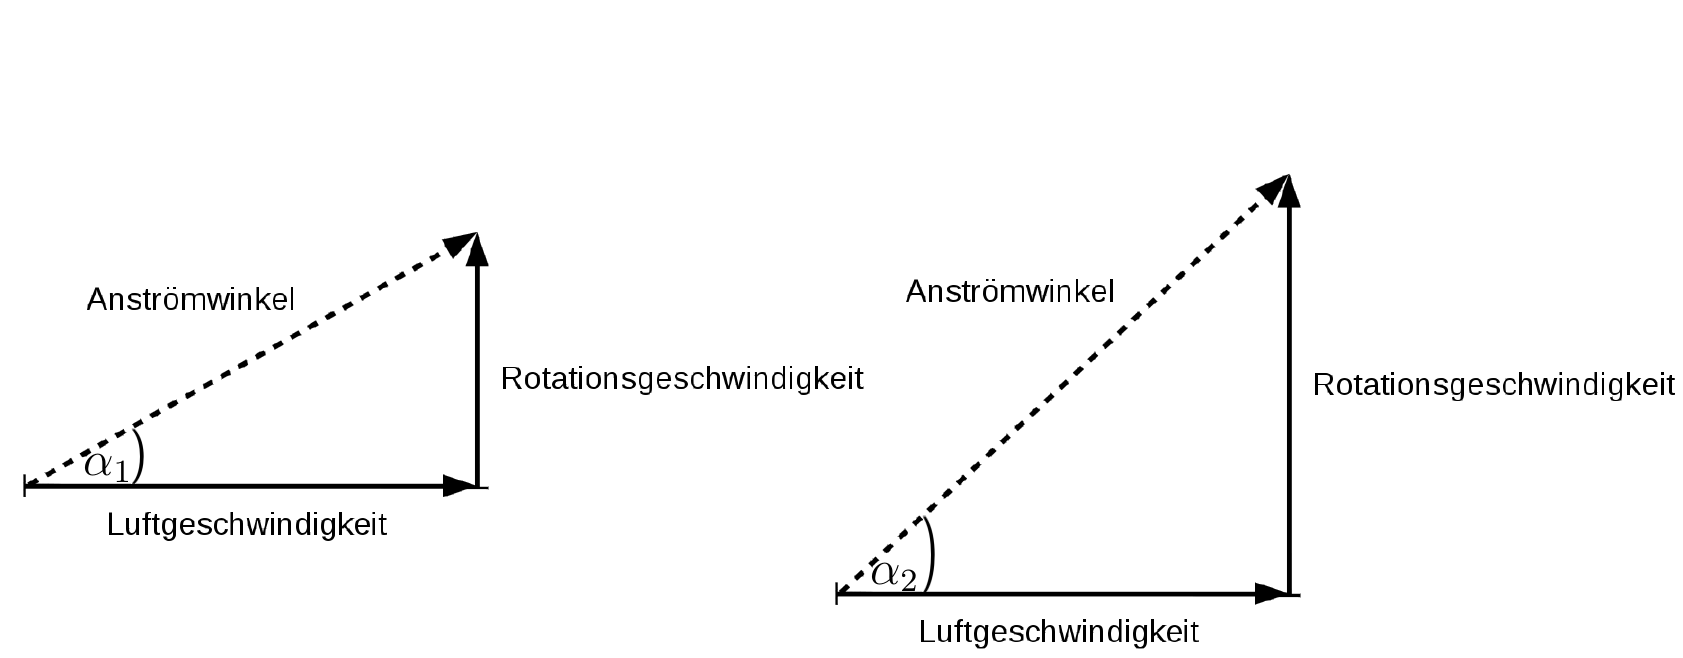 Anströmwinkel
Rotationsgeschwindigkeit
α₁
Luftgeschwindigkeit
Anströmwinkel
Rotationsgeschwindigkeit
α₂
Luftgeschwindigkeit